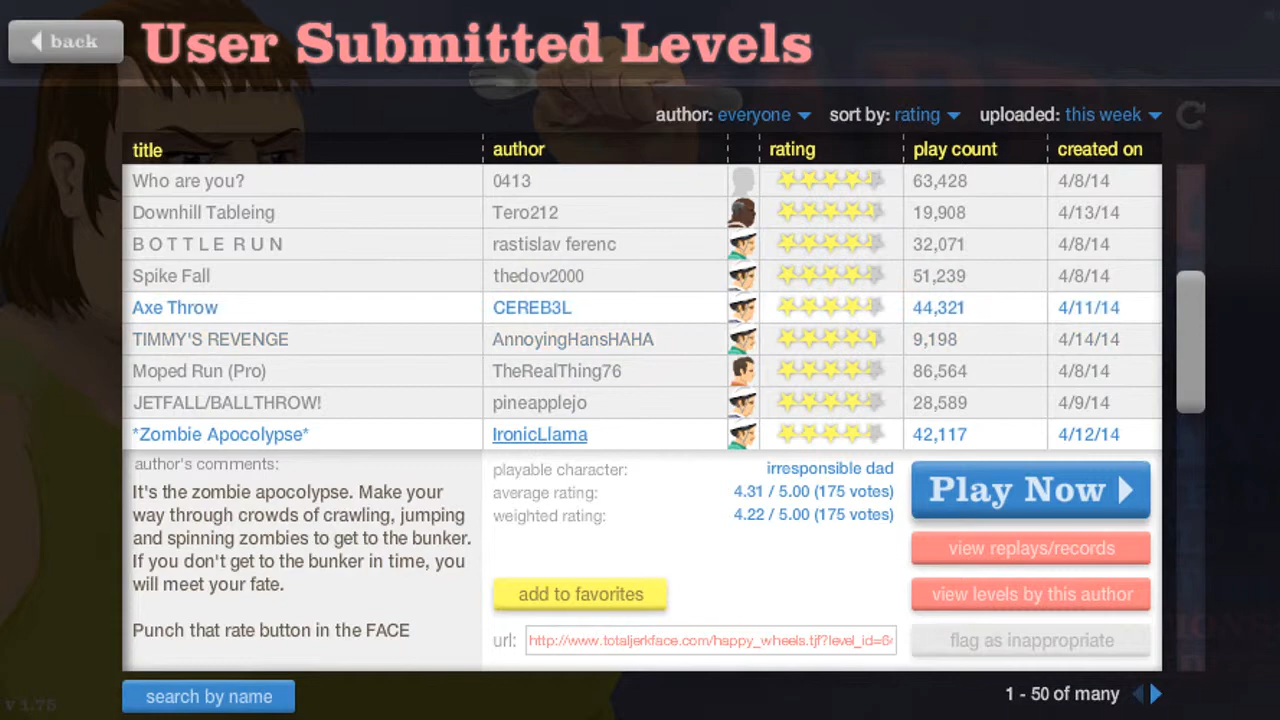 back
User Submitted Levels
author: everyone sort by: rating uploaded: this week
title author rating play count created on
Who are you? 0413 63,428 4/8/14
Downhill Tableing Tero212 19,908 4/13/14
B O T T L E R U N rastislav ferenc 32,071 4/8/14
Spike Fall thedov2000 51,239 4/8/14
Axe Throw CEREB3L 44,321 4/11/14
TIMMY'S REVENGE AnnoyingHansHAHA 9,198 4/14/14
Moped Run (Pro) TheRealThing76 86,564 4/8/14
JETFALL/BALLTHROW! pineapplejo 28,589 4/9/14
*Zombie Apocolypse* IronicLlama 42,117 4/12/14
author's comments:
It's the zombie apocolypse. Make your
way through crowds of crawling, jumping
and spinning zombies to get to the bunker.
If you don't get to the bunker in time, you
will meet your fate.
Punch that rate button in the FACE
playable character: irresponsible dad
average rating: 4.31 / 5.00 (175 votes)
weighted rating: 4.22 / 5.00 (175 votes)
add to favorites
url: http://www.totaljerkface.com/happy_wheels.tjf?level_id=6
Play Now
view replays/records
view levels by this author
flag as inappropriate
v 1.75
search by name
1 - 50 of many